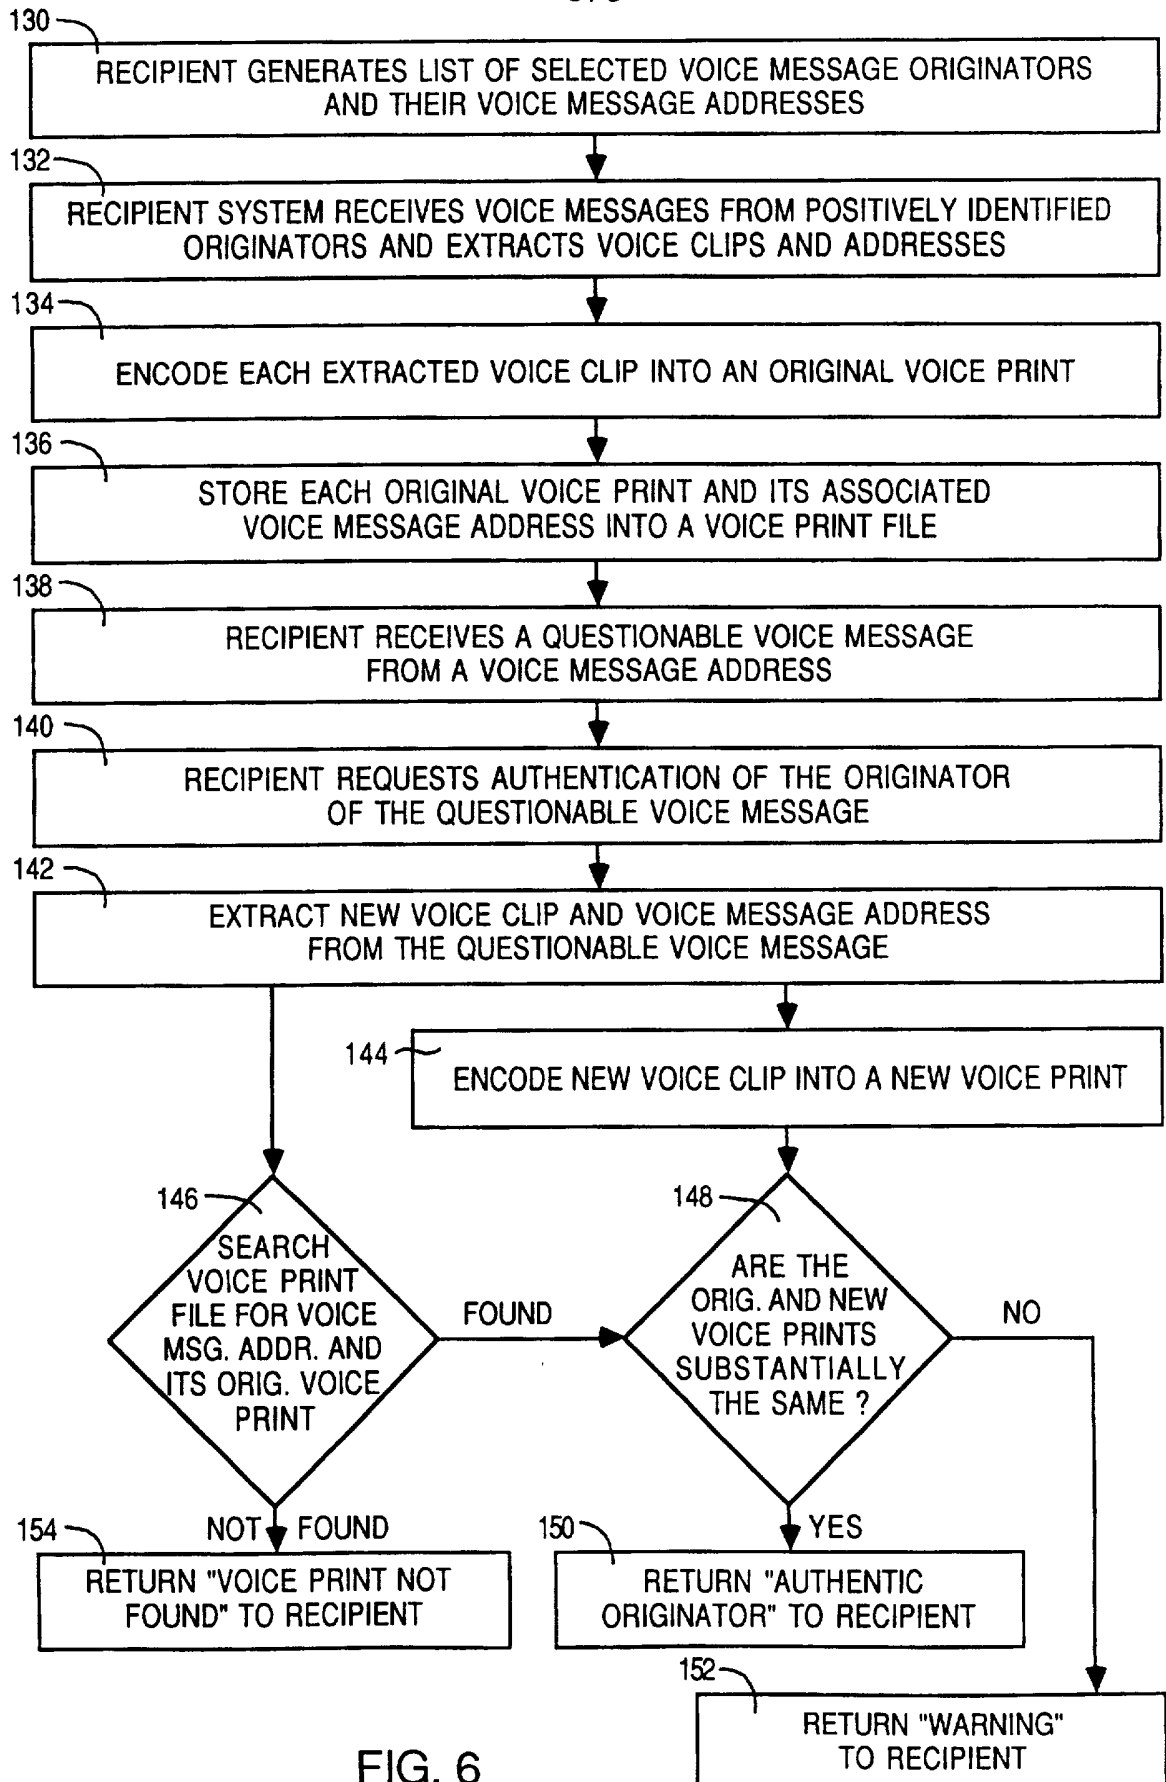 130
RECIPIENT GENERATES LIST OF SELECTED VOICE MESSAGE ORIGINATORS
AND THEIR VOICE MESSAGE ADDRESSES
132
RECIPIENT SYSTEM RECEIVES VOICE MESSAGES FROM POSITIVELY IDENTIFIED
ORIGINATORS AND EXTRACTS VOICE CLIPS AND ADDRESSES
134
ENCODE EACH EXTRACTED VOICE CLIP INTO AN ORIGINAL VOICE PRINT
136
STORE EACH ORIGINAL VOICE PRINT AND ITS ASSOCIATED
VOICE MESSAGE ADDRESS INTO A VOICE PRINT FILE
138
RECIPIENT RECEIVES A QUESTIONABLE VOICE MESSAGE
FROM A VOICE MESSAGE ADDRESS
140
RECIPIENT REQUESTS AUTHENTICATION OF THE ORIGINATOR
OF THE QUESTIONABLE VOICE MESSAGE
142
EXTRACT NEW VOICE CLIP AND VOICE MESSAGE ADDRESS
FROM THE QUESTIONABLE VOICE MESSAGE
144
ENCODE NEW VOICE CLIP INTO A NEW VOICE PRINT
146
SEARCH
VOICE PRINT
FILE FOR VOICE
MSG. ADDR. AND
ITS ORIG. VOICE
PRINT
FOUND
148
ARE THE
ORIG. AND NEW
VOICE PRINTS
SUBSTANTIALLY
THE SAME ?
NO
NOT FOUND
154
RETURN "VOICE PRINT NOT
FOUND" TO RECIPIENT
YES
150
RETURN "AUTHENTIC
ORIGINATOR" TO RECIPIENT
152
RETURN "WARNING"
TO RECIPIENT
FIG. 6